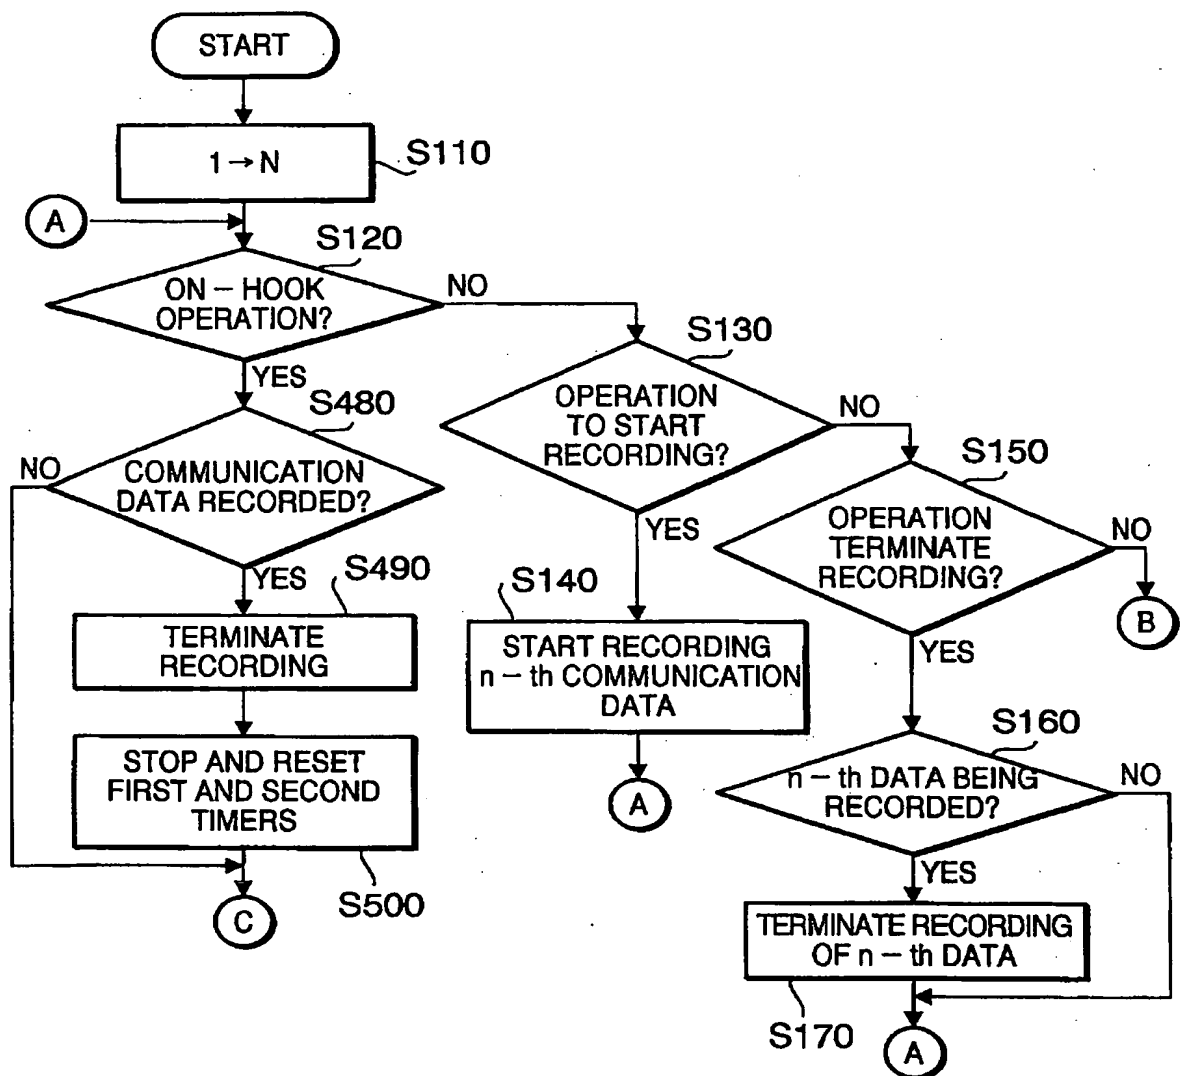 START
1→N
S110
A
S120
ON – HOOK
OPERATION?
NO
YES
S130
OPERATION
TO START
RECORDING?
NO
YES
S480
COMMUNICATION
DATA RECORDED?
NO
YES
S150
OPERATION
TERMINATE
RECORDING?
NO
B
YES
S490
TERMINATE
RECORDING
S140
START RECORDING
n – th COMMUNICATION
DATA
A
STOP AND RESET
FIRST AND SECOND
TIMERS
S500
C
S160
n – th DATA BEING
RECORDED?
NO
YES
TERMINATE RECORDING
OF n – th DATA
S170
A